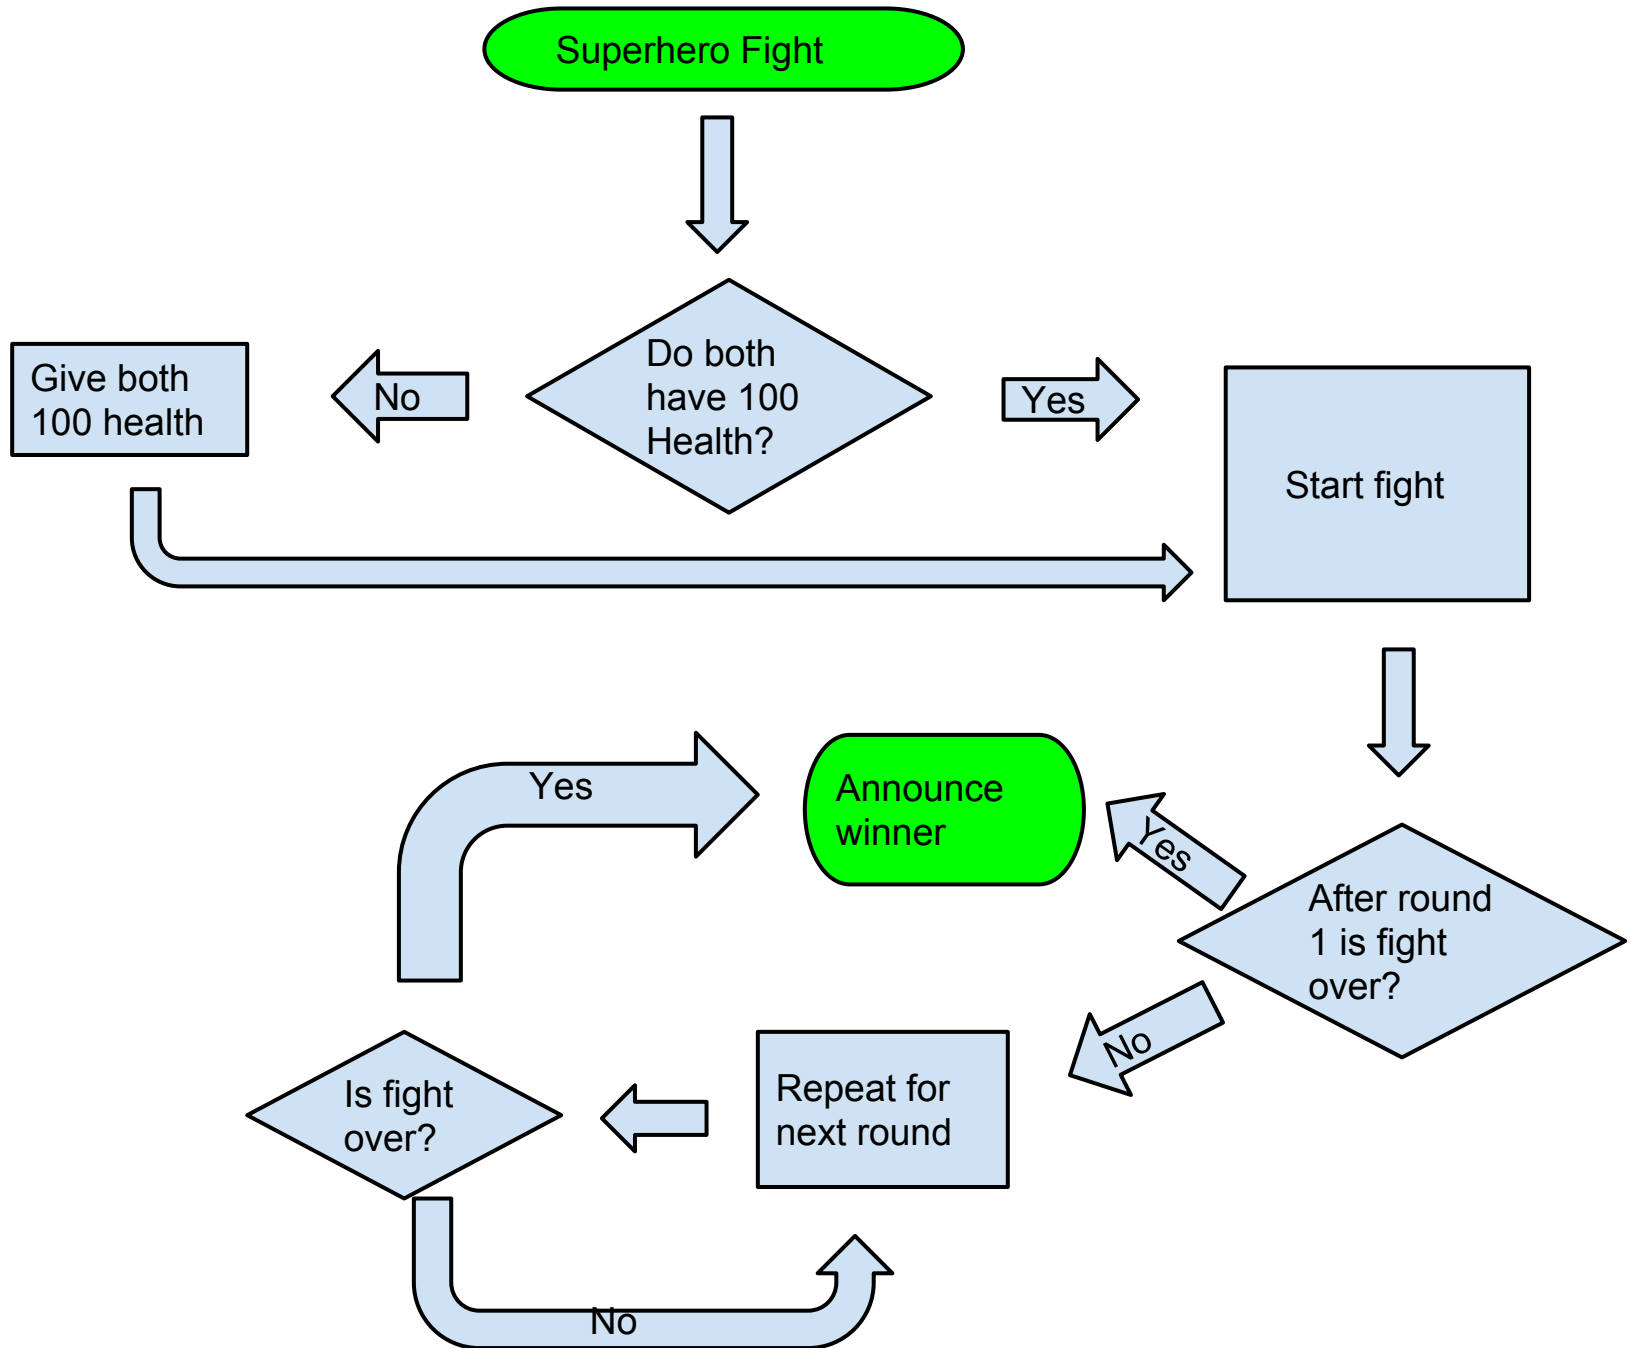 Superhero Fight
Do both
have 100
Health?
No
Yes
Give both
100 health
Start fight
Yes
Announce
winner
Yes
After round
1 is fight
over?
No
Repeat for
next round
Is fight
over?
No